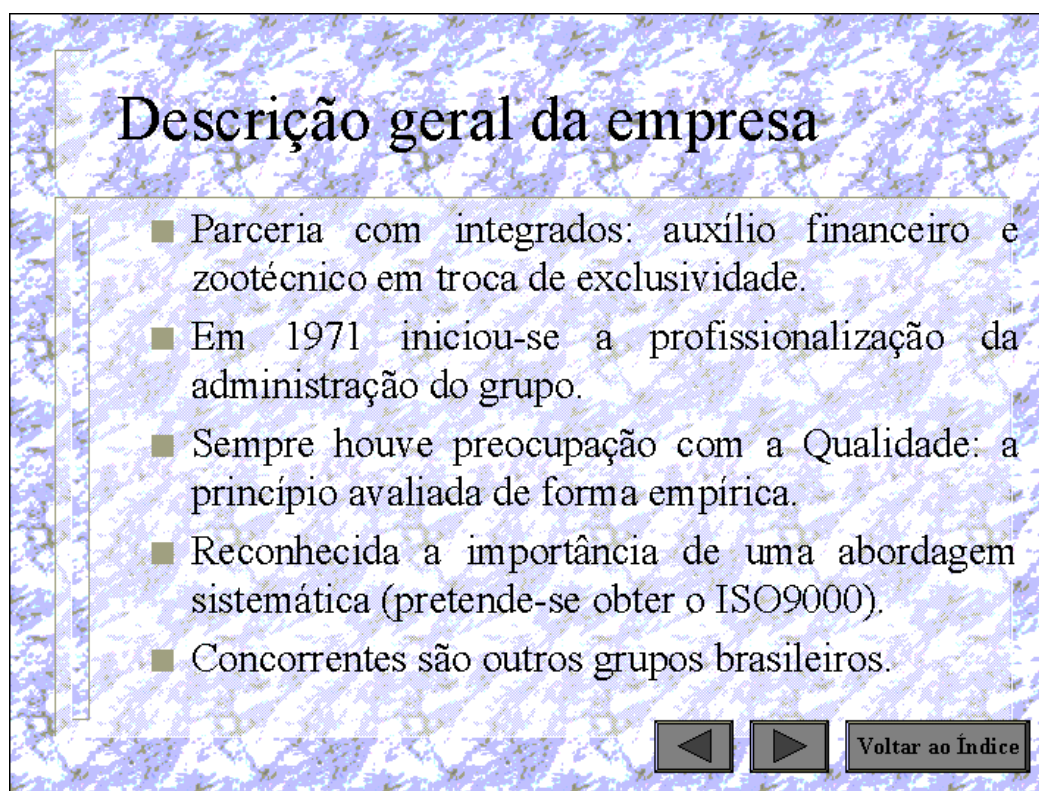 Descrição geral da empresa
Parceria com integrados: auxílio financeiro e
zootécnico em troca de exclusividade.
Em 1971 iniciou-se a profissionalização da
administração do grupo.
Sempre houve preocupação com a Qualidade: a
princípio avaliada de forma empírica.
Reconhecida a importância de uma abordagem
sistemática (pretende-se obter o ISO9000).
Concorrentes são outros grupos brasileiros.
Voltar ao Índice